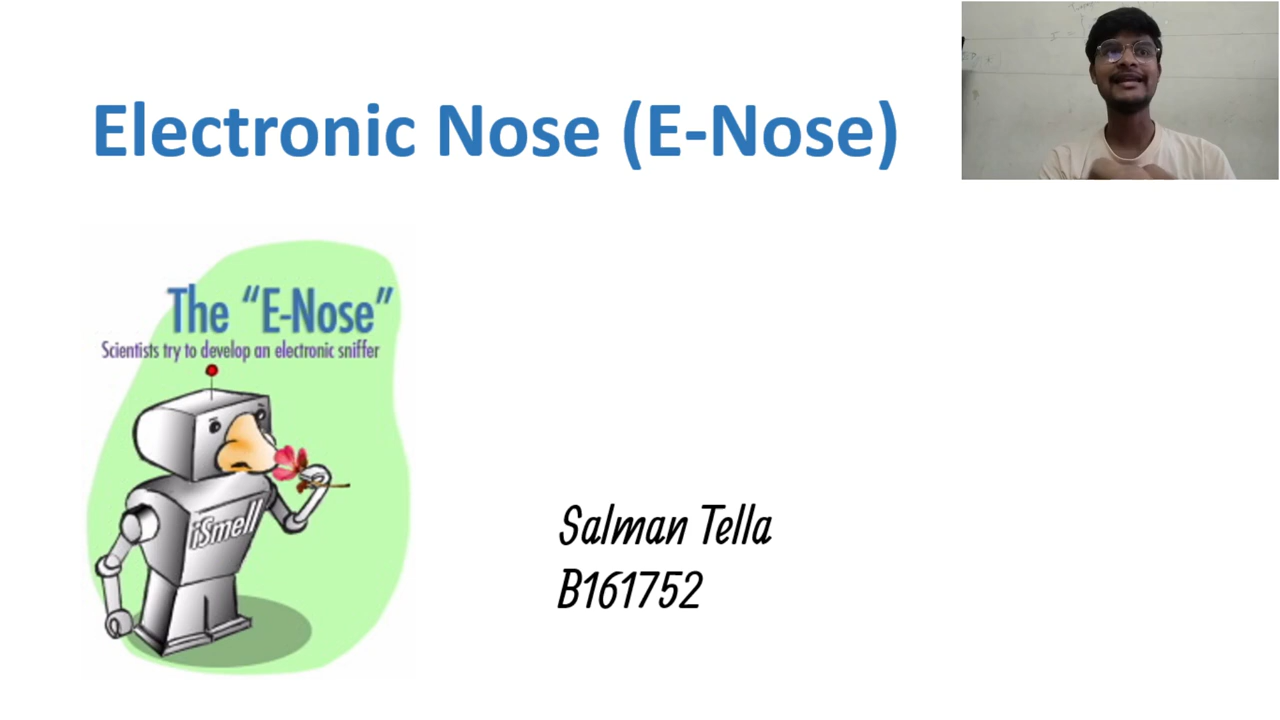 Electronic Nose (E-Nose)
The “E-Nose”
Scientists try to develop an electronic sniffer
iSmell
Salman Tella
B161752